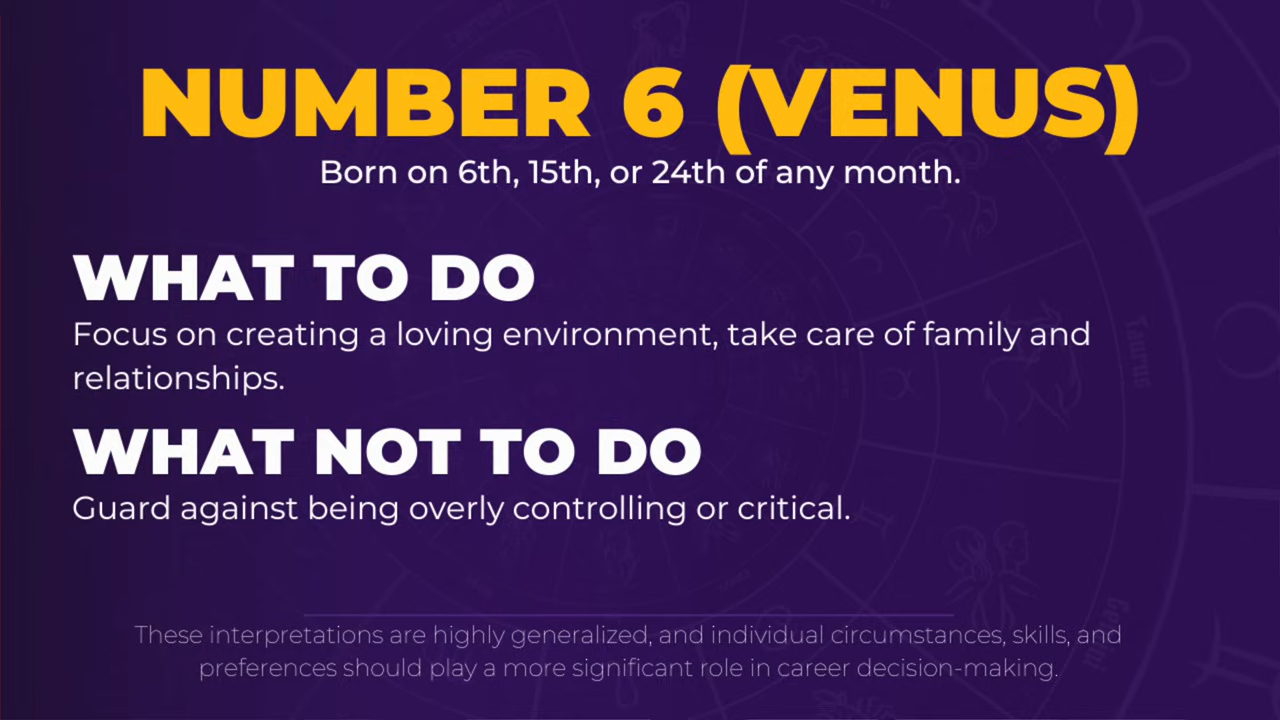 NUMBER 6 (VENUS)
Born on 6th, 15th, or 24th of any month.
WHAT TO DO
Focus on creating a loving environment, take care of family and
relationships.
WHAT NOT TO DO
Guard against being overly controlling or critical.
These interpretations are highly generalized, and individual circumstances, skills, and
preferences should play a more significant role in career decision-making.
Taurus
Gemini